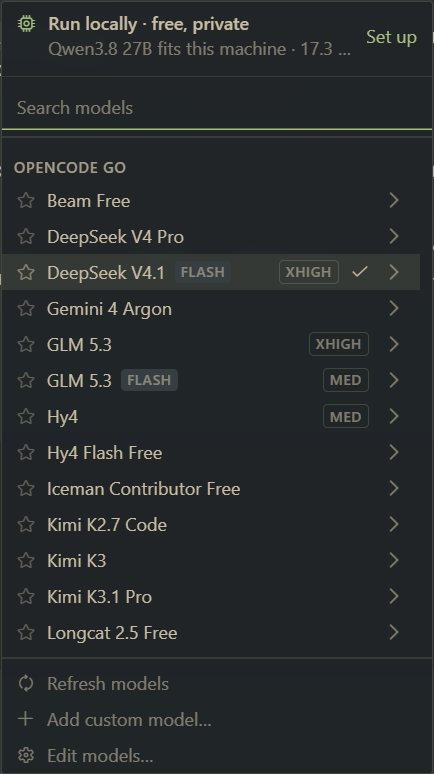 Run locally · free, private
Qwen3.8 27B fits this machine · 17.3 ...
Set up
Search models
OPENCODE GO
Beam Free
DeepSeek V4 Pro
DeepSeek V4.1 FLASH XHIGH
Gemini 4 Argon
GLM 5.3 XHIGH
GLM 5.3 FLASH MED
Hy4 MED
Hy4 Flash Free
Iceman Contributor Free
Kimi K2.7 Code
Kimi K3
Kimi K3.1 Pro
Longcat 2.5 Free
Refresh models
Add custom model...
Edit models...